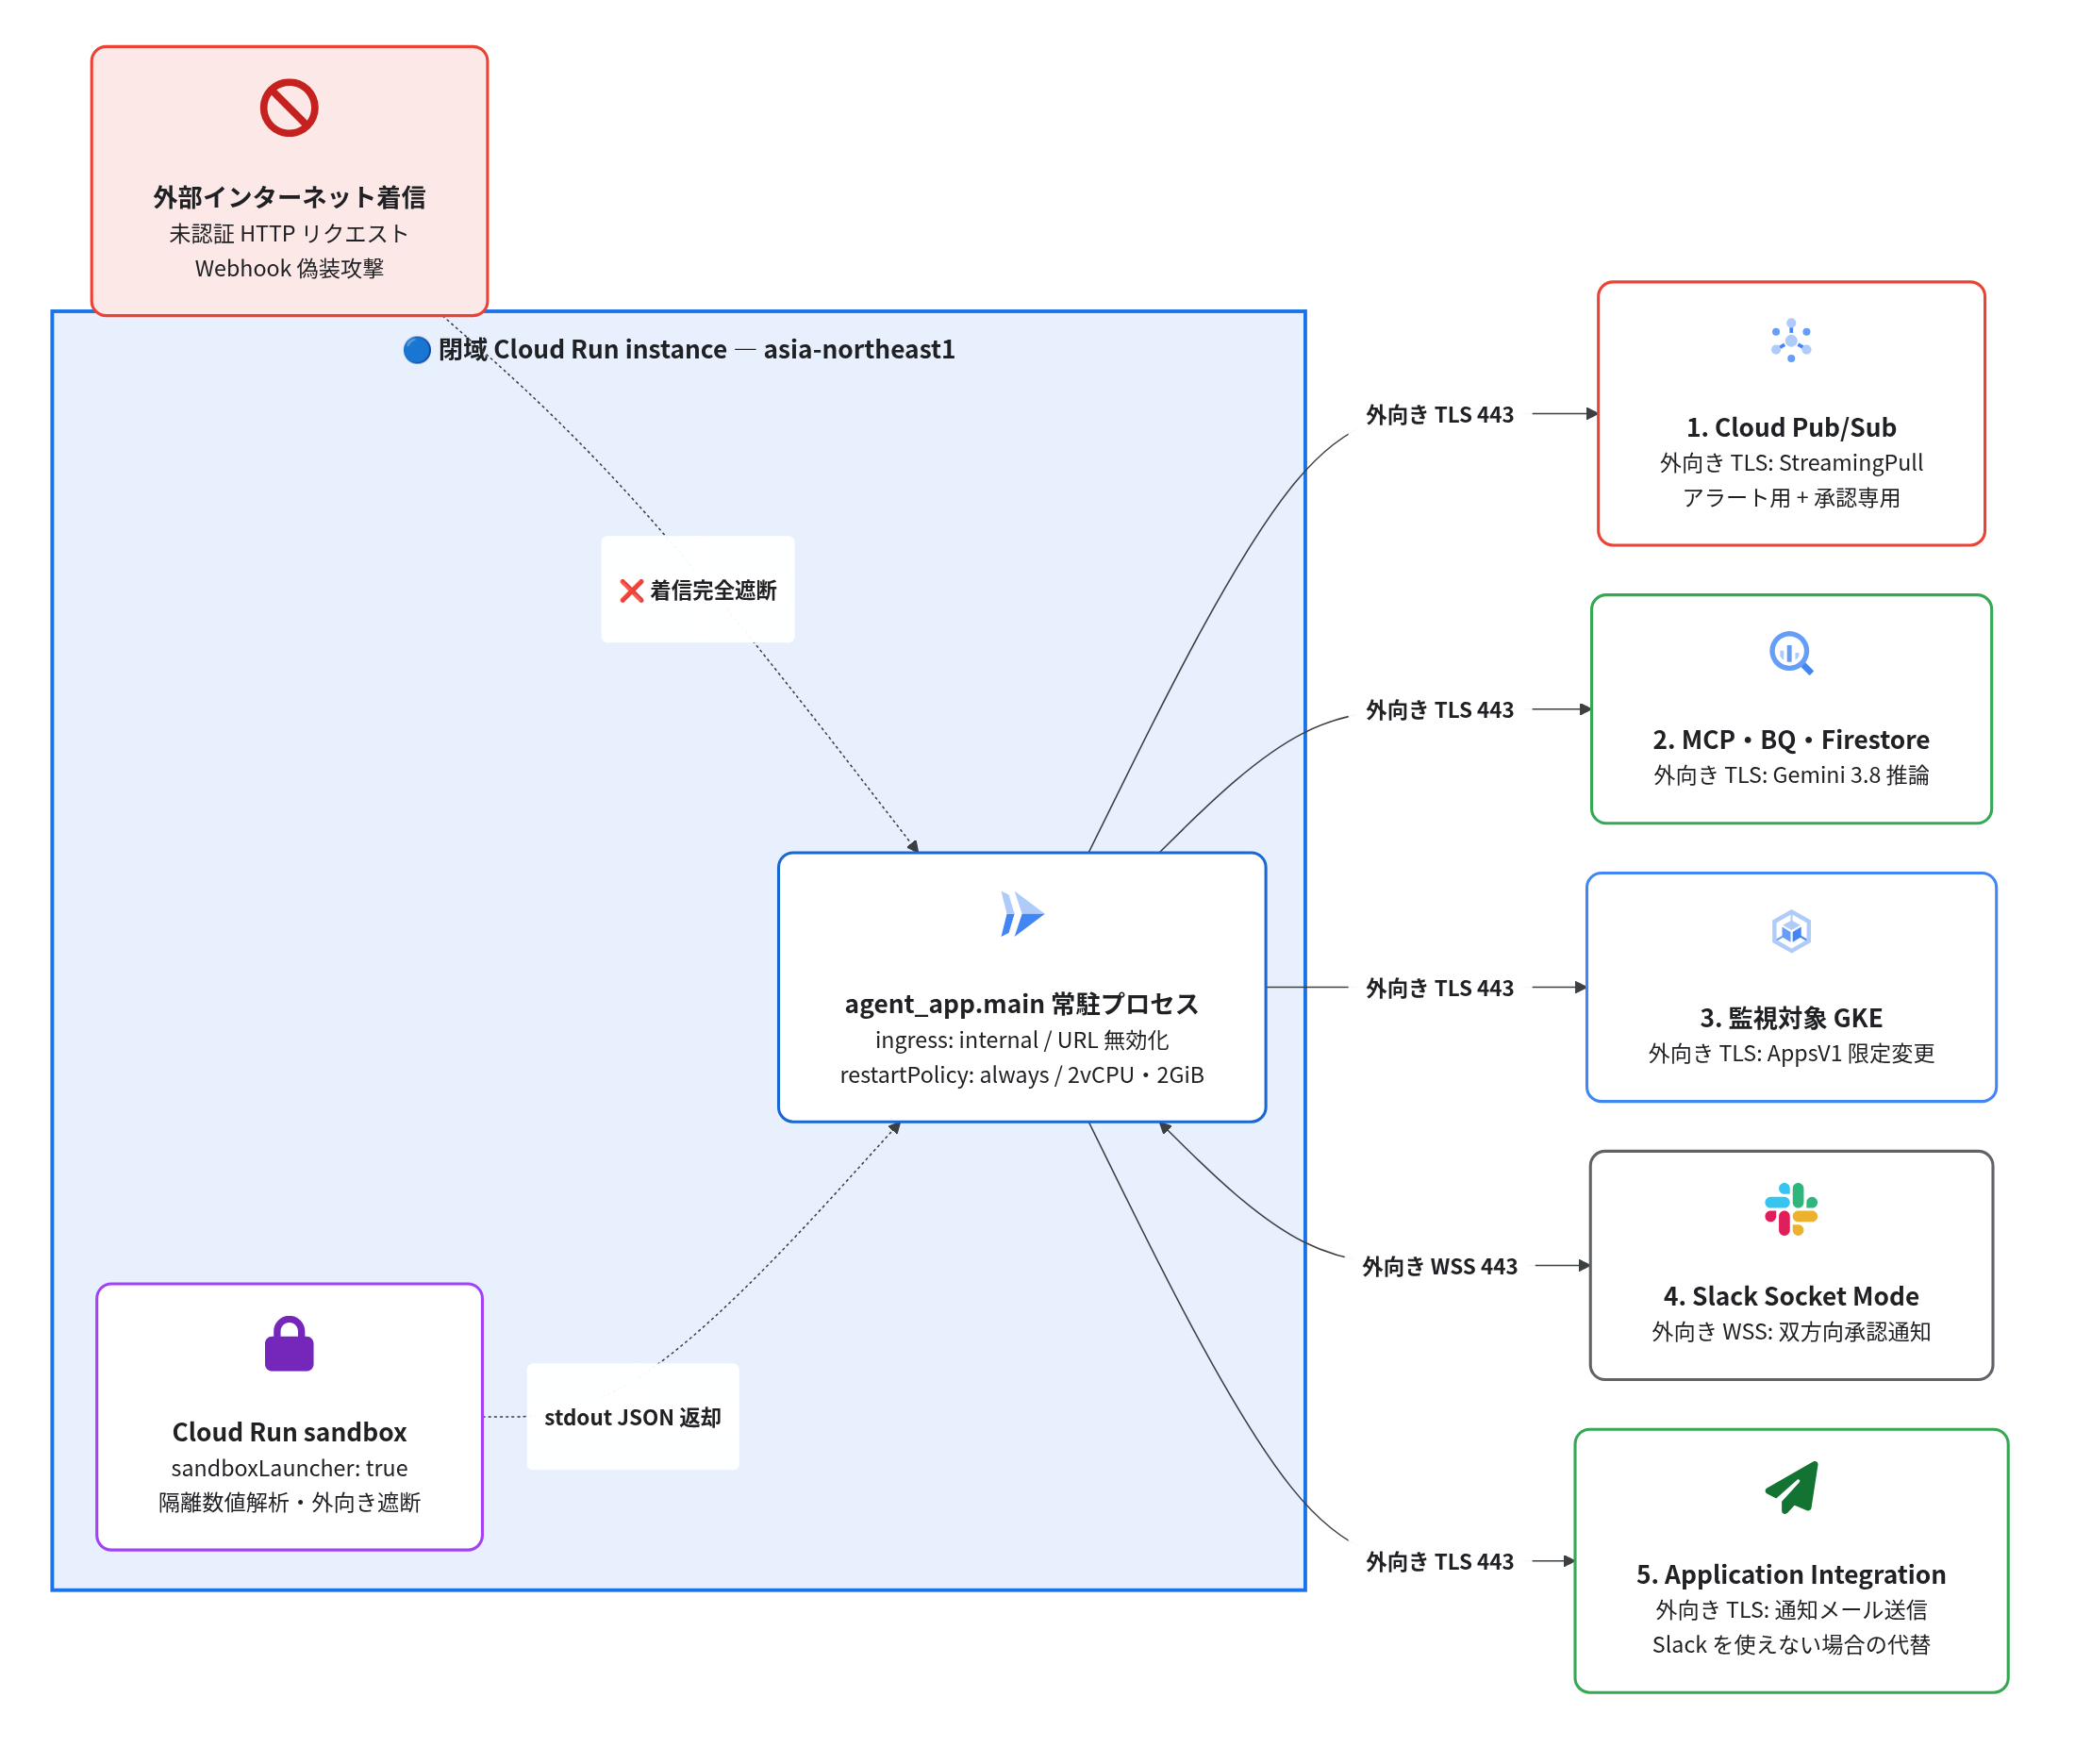 外部インターネット着信
未認証 HTTP リクエスト
Webhook 偽装攻撃
閉域 Cloud Run instance — asia-northeast1
着信完全遮断
agent_app.main 常駐プロセス
ingress: internal / URL 無効化
restartPolicy: always / 2vCPU・2GiB
Cloud Run sandbox
sandboxLauncher: true
隔離数値解析・外向き遮断
stdout JSON 返却
外向き TLS 443
1. Cloud Pub/Sub
外向き TLS: StreamingPull
アラート用 + 承認専用
外向き TLS 443
2. MCP・BQ・Firestore
外向き TLS: Gemini 3.8 推論
外向き TLS 443
3. 監視対象 GKE
外向き TLS: AppsV1 限定変更
外向き WSS 443
4. Slack Socket Mode
外向き WSS: 双方向承認通知
外向き TLS 443
5. Application Integration
外向き TLS: 通知メール送信
Slack を使えない場合の代替